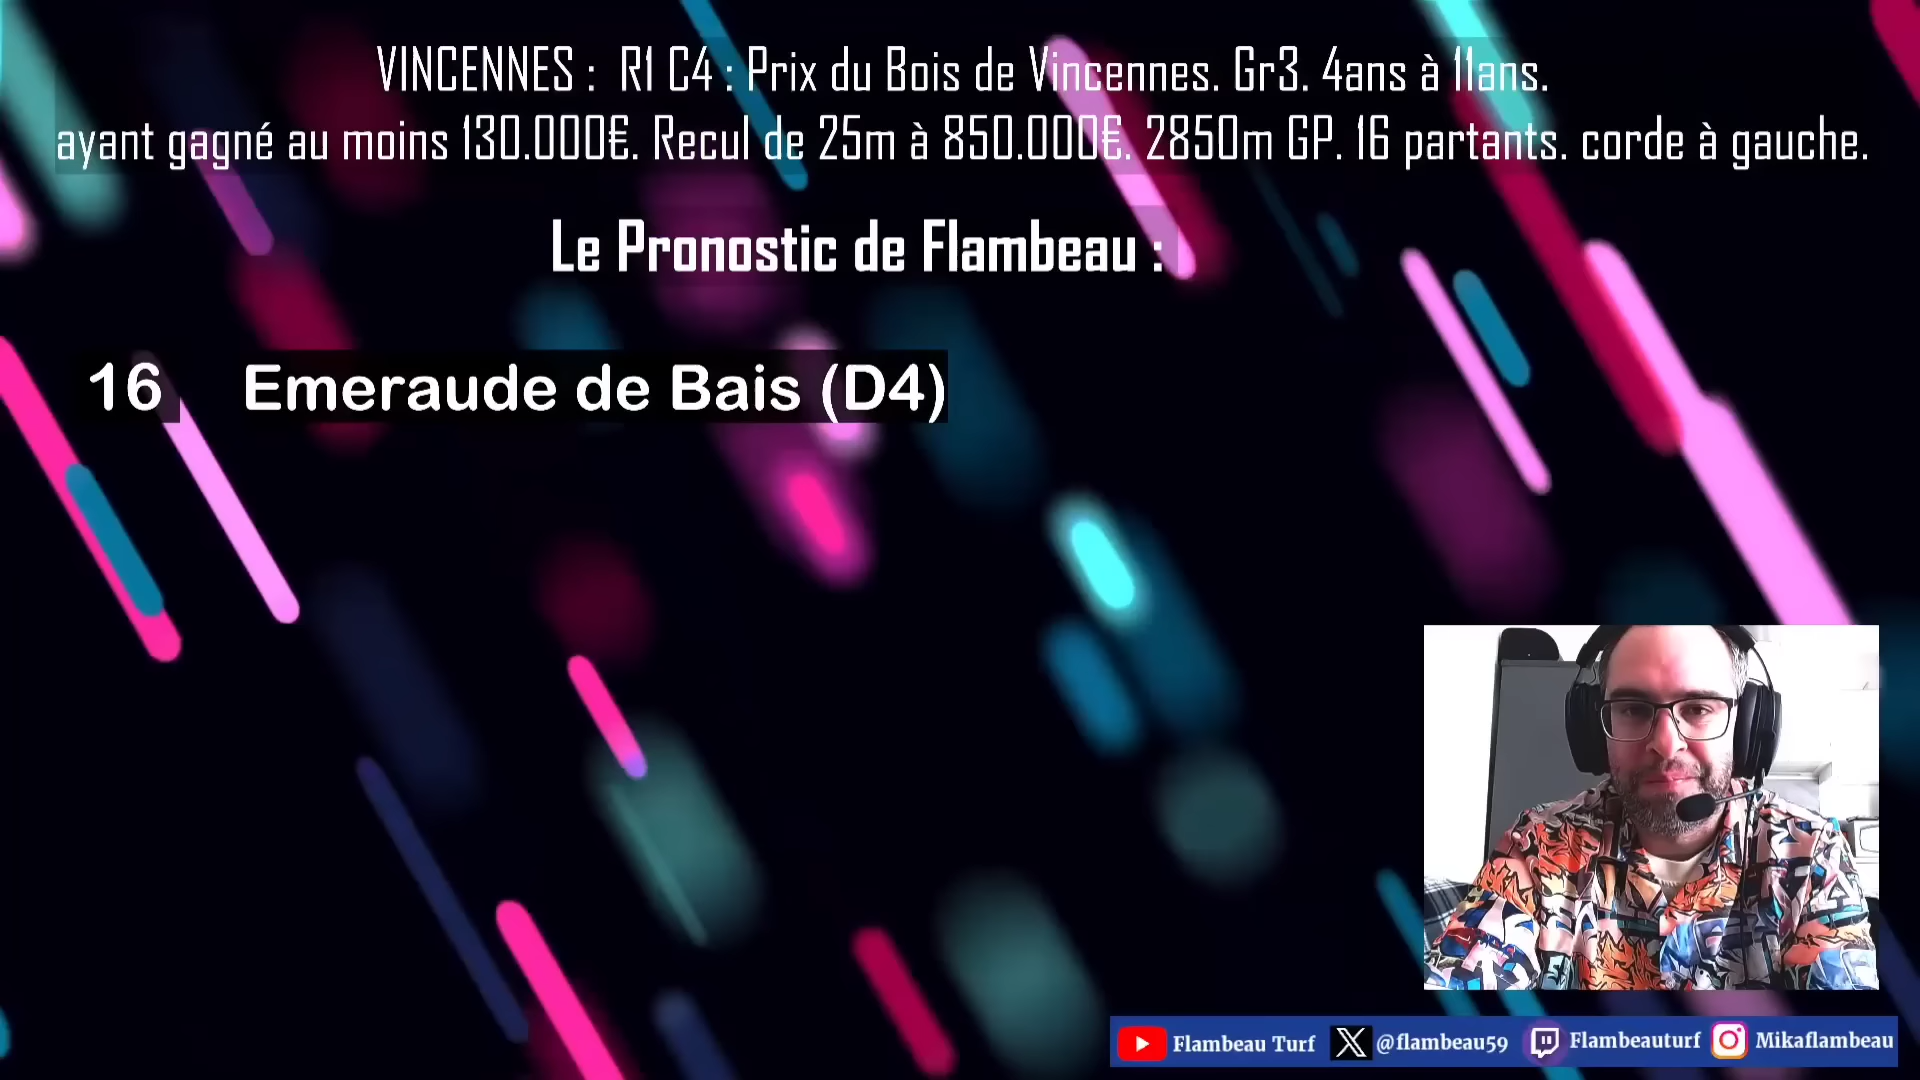 VINCENNES : R1 C4 : Prix du Bois de Vincennes. Gr3. 4ans à 11ans.
ayant gagné au moins 130.000€. Recul de 25m à 850.000€. 2850m GP. 16 partants. corde à gauche.
Le Pronostic de Flambeau :
16 Emeraude de Bais (D4)
Flambeau Turf @flambeau59 Flambeauturf Mikaflambeau